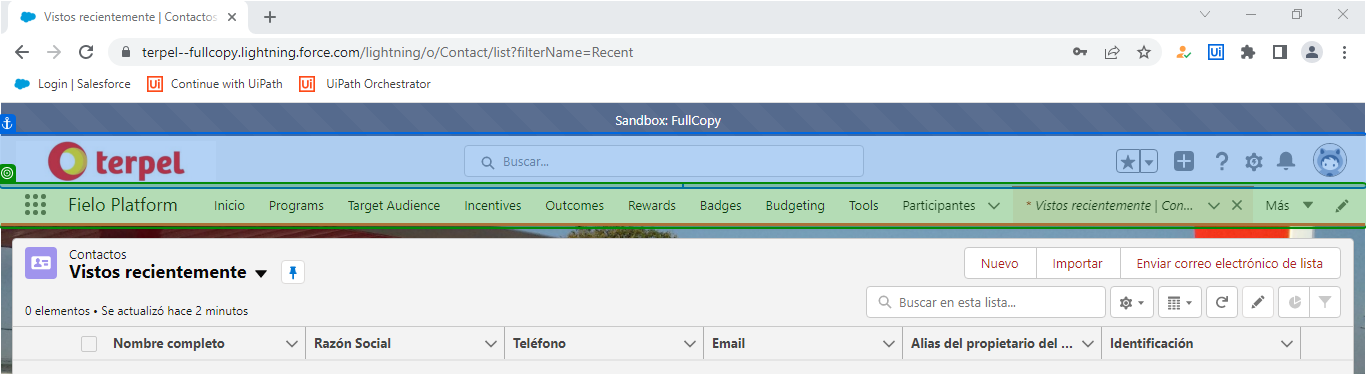 Vistos recientemente | Contactos
terpel--fullcopy.lightning.force.com/lightning/o/Contact/list?filterName=Recent
Login | Salesforce Ui Continue with UiPath Ui UiPath Orchestrator
Ui
Sandbox: FullCopy
terpel Buscar...
Fielo Platform Inicio Programs Target Audience Incentives Outcomes Rewards Badges Budgeting Tools Participantes * Vistos recientemente | Con... Más
Contactos
Vistos recientemente
Nuevo Importar Enviar correo electrónico de lista
0 elementos • Se actualizó hace 2 minutos
Buscar en esta lista...
Nombre completo Razón Social Teléfono Email Alias del propietario del ... Identificación